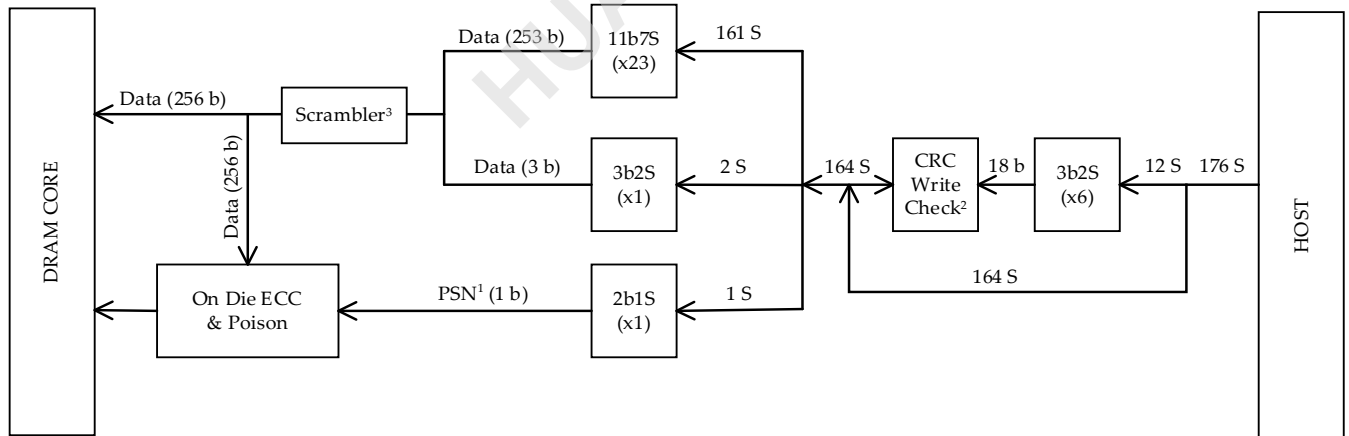 DRAM CORE
Data (256 b)
Scrambler³
Data (256 b)
Data (253 b)
11b7S
(x23)
161 S
Data (3 b)
3b2S
(x1)
2 S
164 S
CRC
Write
Check²
18 b
3b2S
(x6)
12 S
176 S
164 S
On Die ECC
& Poison
PSN¹ (1 b)
2b1S
(x1)
1 S
HOST